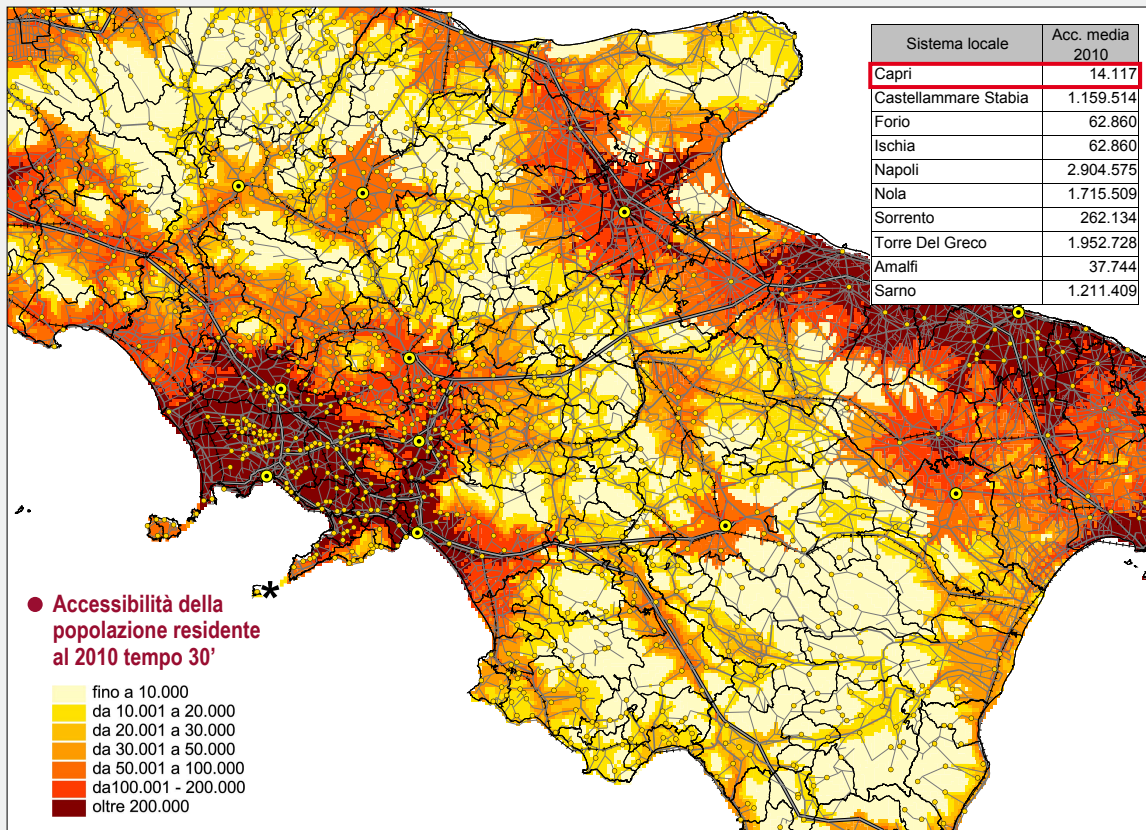 Sistema locale Acc. media 2010
Capri 14.117
Castellammare Stabia 1.159.514
Forio 62.860
Ischia 62.860
Napoli 2.904.575
Nola 1.715.509
Sorrento 262.134
Torre Del Greco 1.952.728
Amalfi 37.744
Sarno 1.211.409
*
● Accessibilità della
popolazione residente
al 2010 tempo 30’
fino a 10.000
da 10.001 a 20.000
da 20.001 a 30.000
da 30.001 a 50.000
da 50.001 a 100.000
da100.001 - 200.000
oltre 200.000